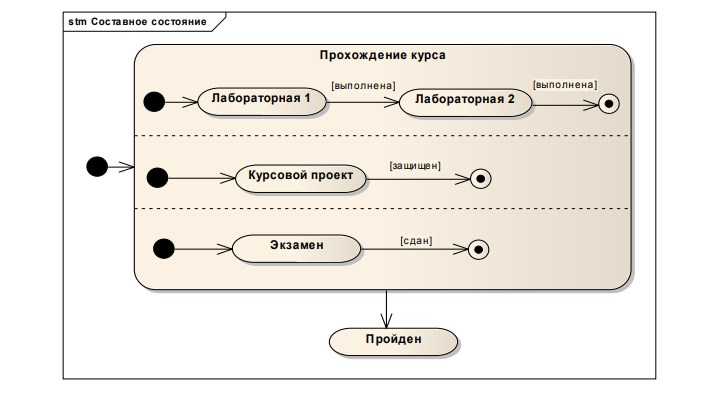 stm Составное состояние
Прохождение курса
Лабораторная 1
[выполнена]
Лабораторная 2
[выполнена]
Курсовой проект
[защищен]
Экзамен
[сдан]
Пройден